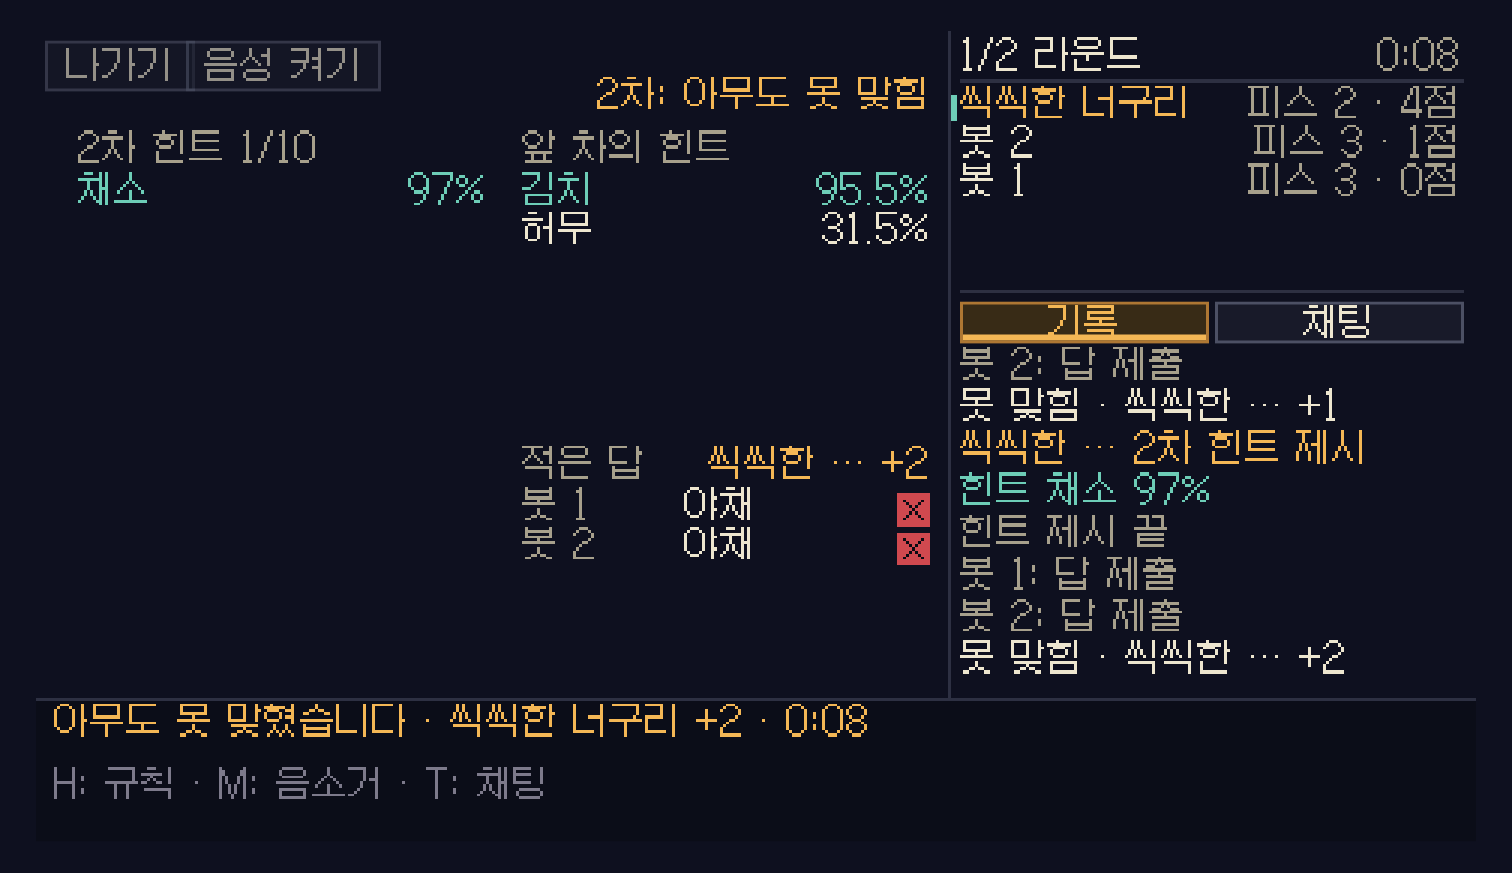 나가기 음성 켜기
2차: 아무도 못 맞힘
2차 힌트 1/10
채소 97%
앞 차의 힌트
김치 95.5%
허무 31.5%
적은 답 씩씩한 … +2
봇 1 야채 X
봇 2 야채 X
1/2 라운드 0:08
씩씩한 너구리 피스 2 · 4점
봇 2 피스 3 · 1점
봇 1 피스 3 · 0점
기록 채팅
봇 2: 답 제출
못 맞힘 · 씩씩한 … +1
씩씩한 … 2차 힌트 제시
힌트 채소 97%
힌트 제시 끝
봇 1: 답 제출
봇 2: 답 제출
못 맞힘 · 씩씩한 … +2
아무도 못 맞혔습니다 · 씩씩한 너구리 +2 · 0:08
H: 규칙 · M: 음소거 · T: 채팅